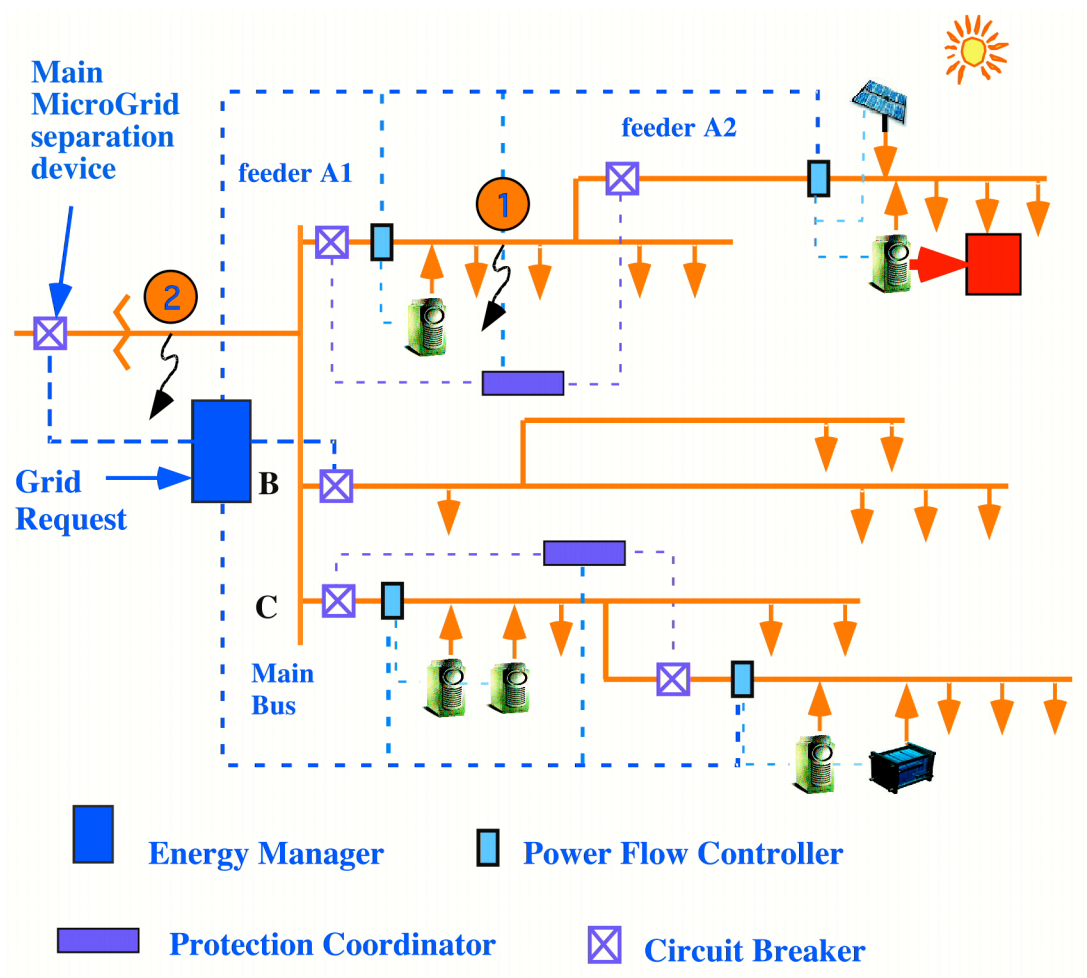 Main
MicroGrid
separation
device
feeder A1
feeder A2
1
2
Grid
Request
B
C
Main
Bus
Energy Manager
Power Flow Controller
Protection Coordinator
Circuit Breaker